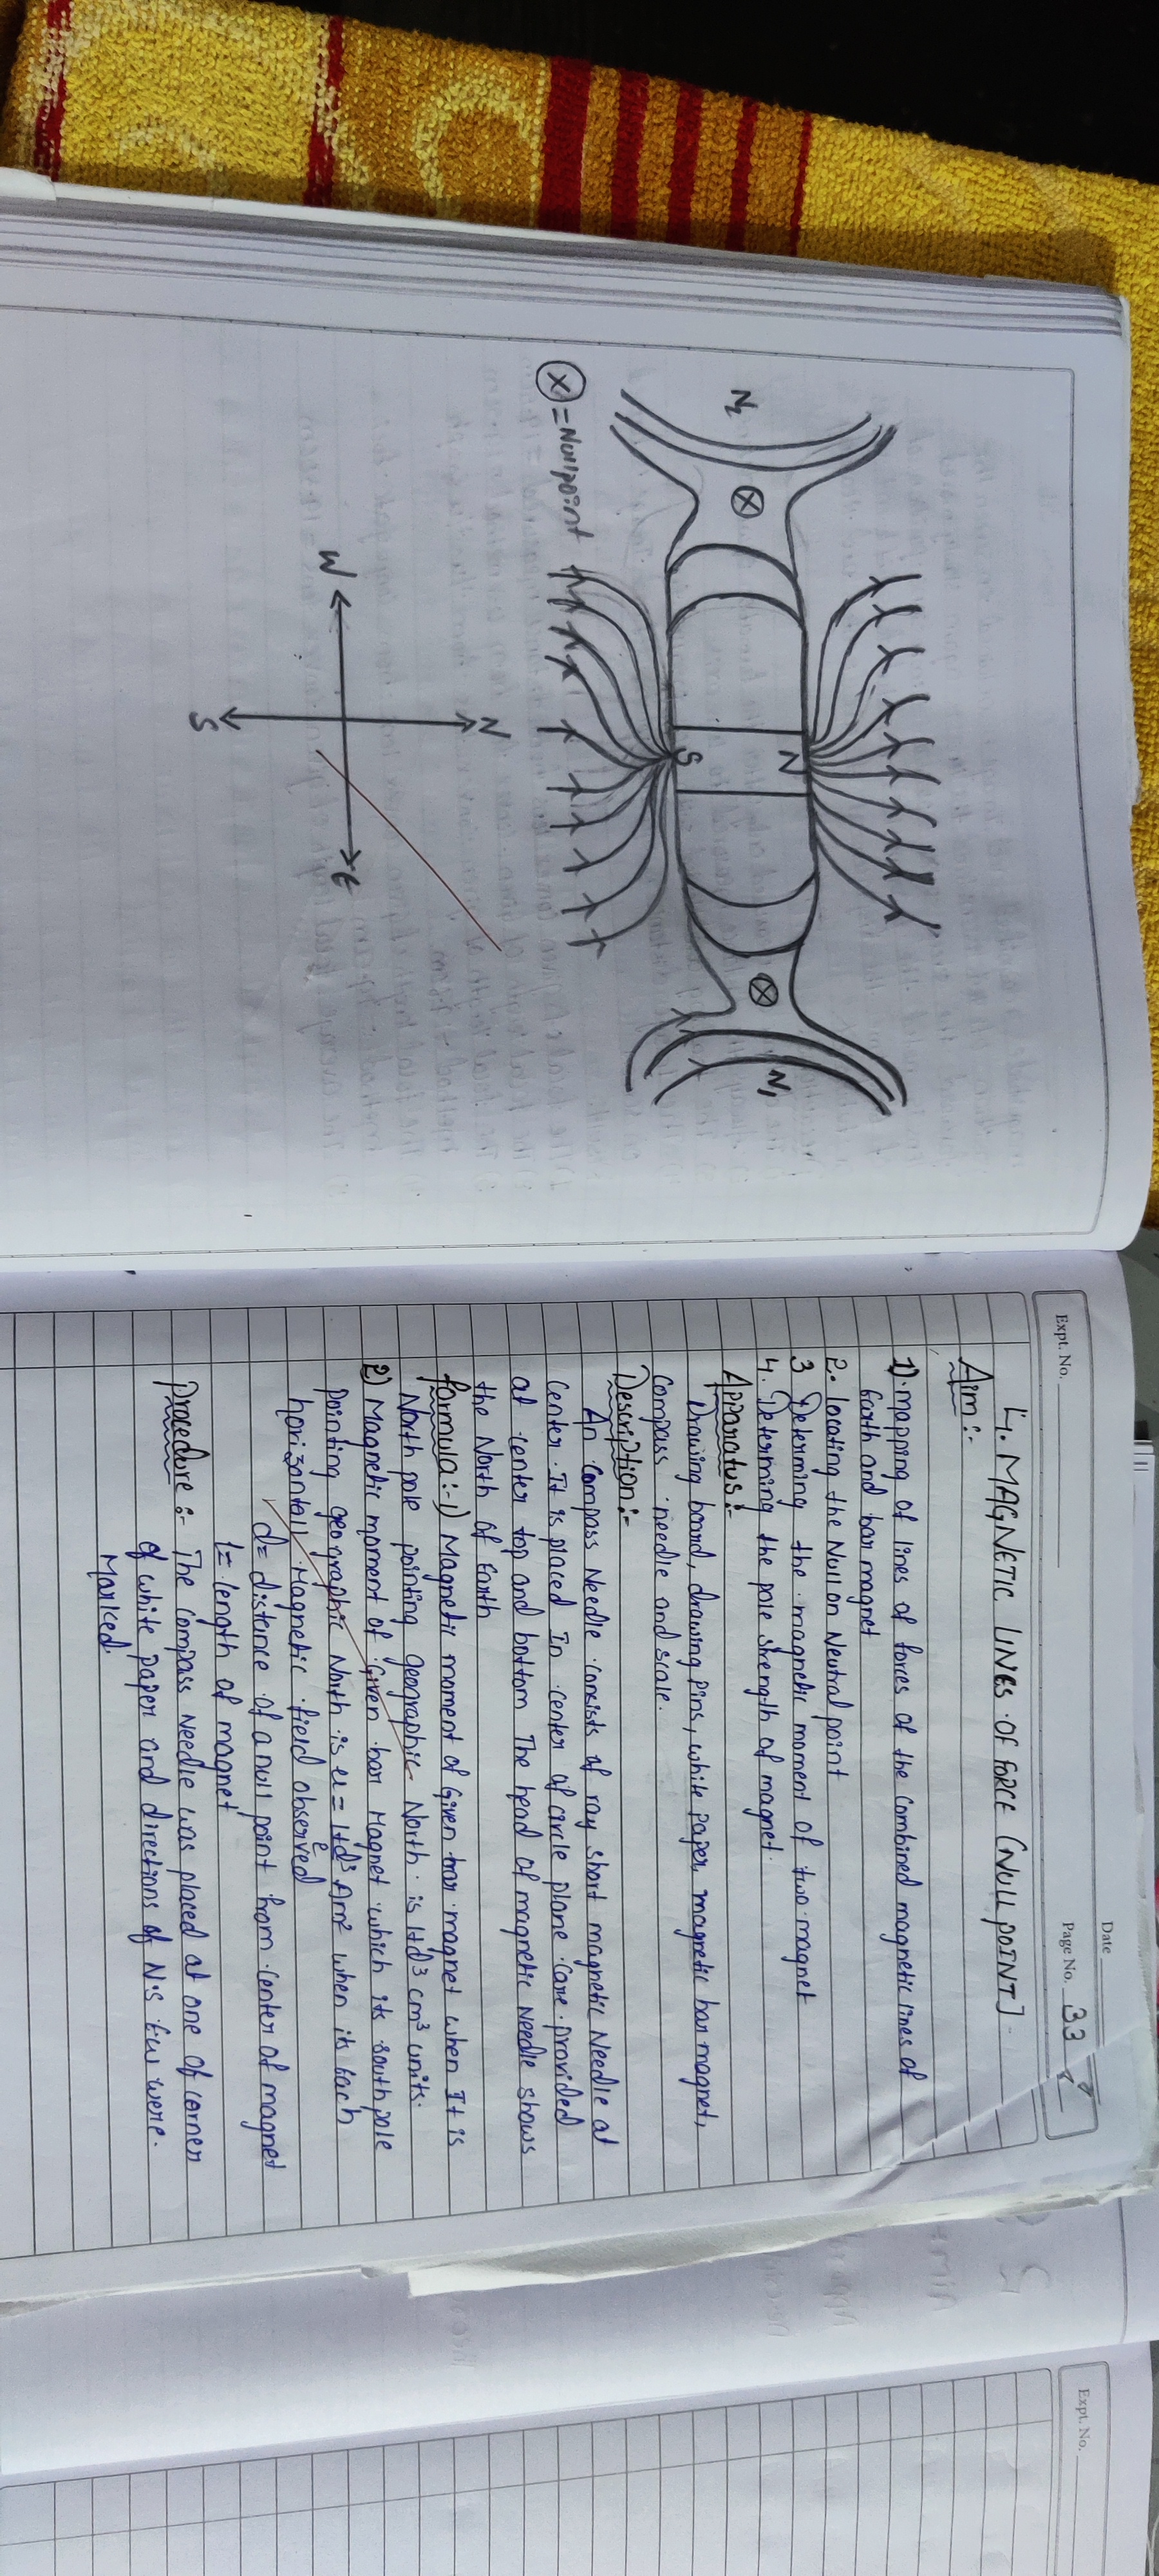 N₂
N₁
N
S
ⓧ = Null point
N
W
E
S
Expt. No.
Date
Page No. 33
4. MAGNETIC LINES OF FORCE (NULL POINT)
Aim :-
1). mapping of lines of forces of the combined magnetic lines of
Earth and bar magnet
2. locating the Null on Neutral point
3 Determing the magnetic moment of two magnet
4. Determing the pole strength of magnet.
Apparatus :-
Drawing board, drawing pins, white paper, magnetic bar magnet,
compass needle and scale.
Description :-
An Compass Needle consists of ray short magnetic Needle at
center. It is placed In center of circle plane care provided
at center top and bottom The head of magnetic needle shows
the North of Earth
formula :- 1) Magnetic moment of Given bar magnet when It is
North pole pointing geographic North is Hd³ cm³ units.
2) Magnetic moment of Given bar Magnet which its south pole
pointing geographic North is u = Hd³ Am² when its Each
horizontall Magnetic field observed
d = distance of a null point from center of magnet
l = length of magnet
Procedure :- The compass needle was placed at one of corner
of white paper and directions of N.S E.W were.
Marked.
Expt. No.